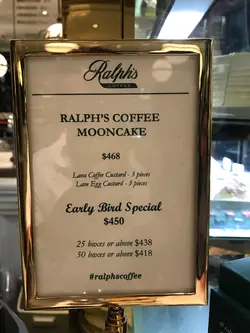 Ralph's
COFFEE
RALPH'S COFFEE
MOONCAKE
$468
Lava Coffee Custard - 3 pieces
Lava Egg Custard - 3 pieces
Early Bird Special
$450
25 boxes or above $438
50 boxes or above $418
#ralphscoffee